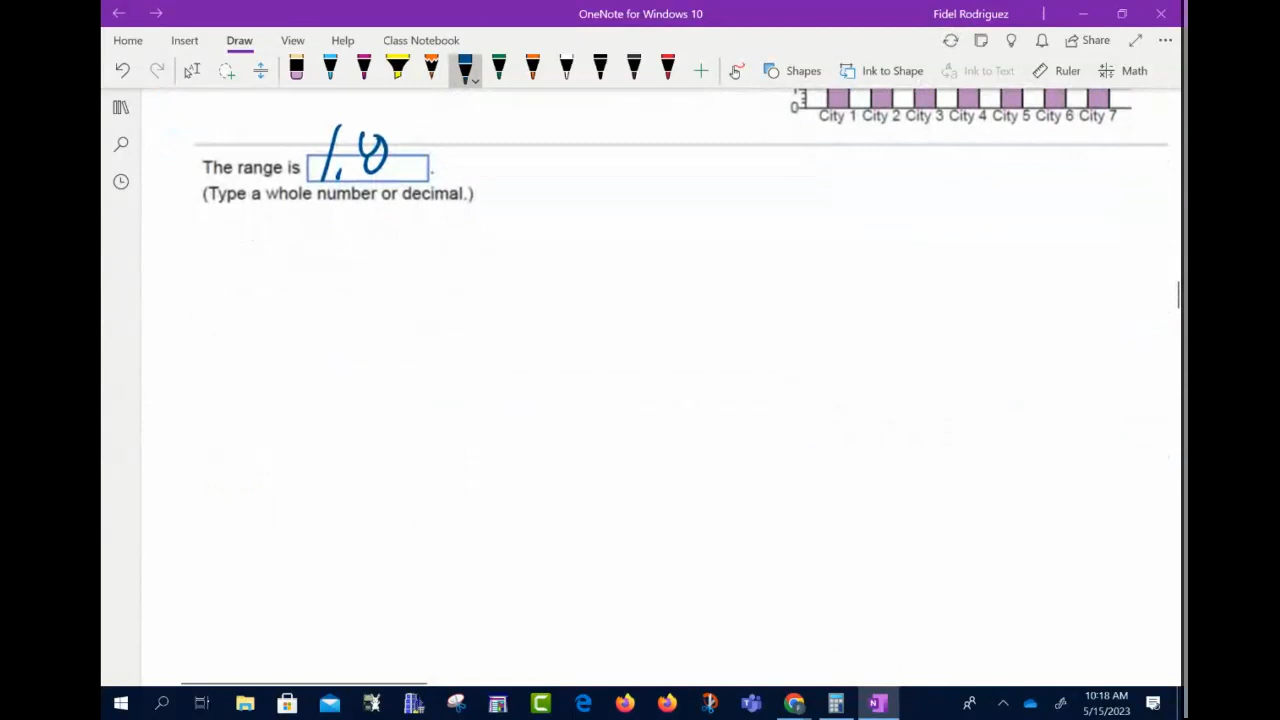 OneNote for Windows 10
Fidel Rodriguez
Home Insert Draw View Help Class Notebook
Share
Shapes Ink to Shape Ink to Text Ruler Math
0
City 1 City 2 City 3 City 4 City 5 City 6 City 7
The range is 1.8 .
(Type a whole number or decimal.)
10:18 AM
5/15/2023